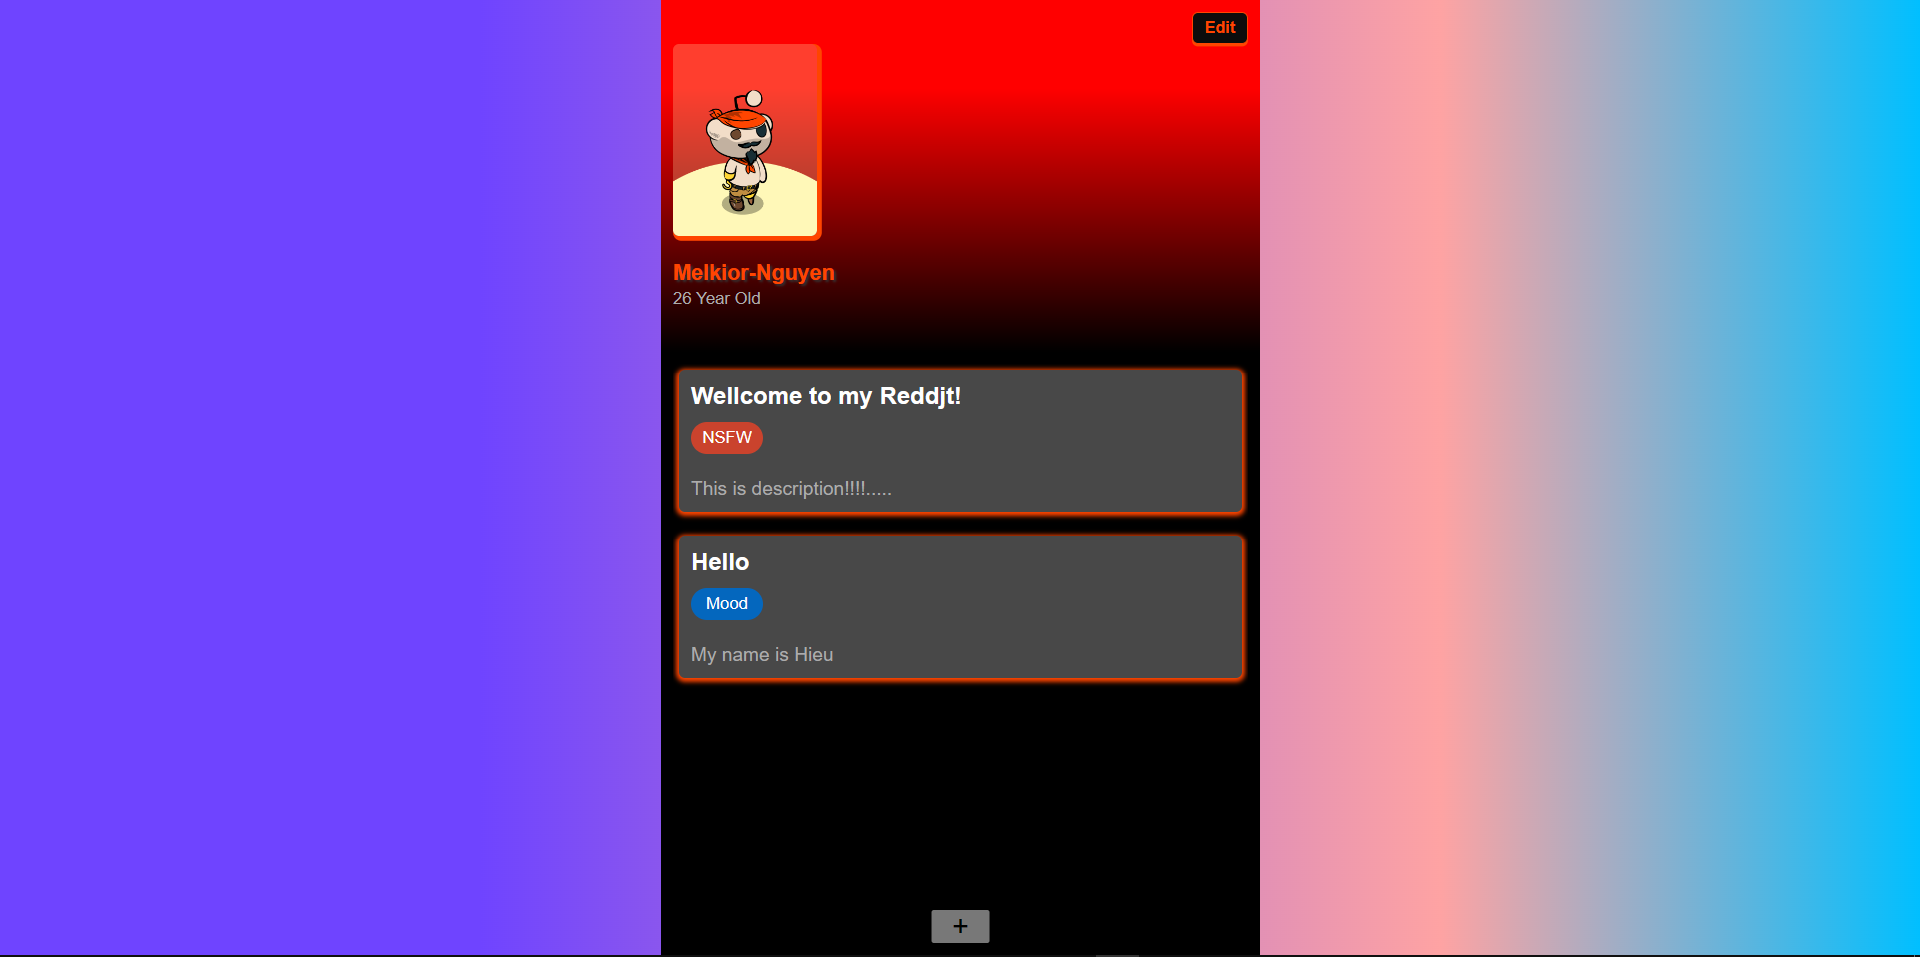 Edit
Melkior-Nguyen
26 Year Old
Wellcome to my Reddjt!
NSFW
This is description!!!!.....
Hello
Mood
My name is Hieu
+